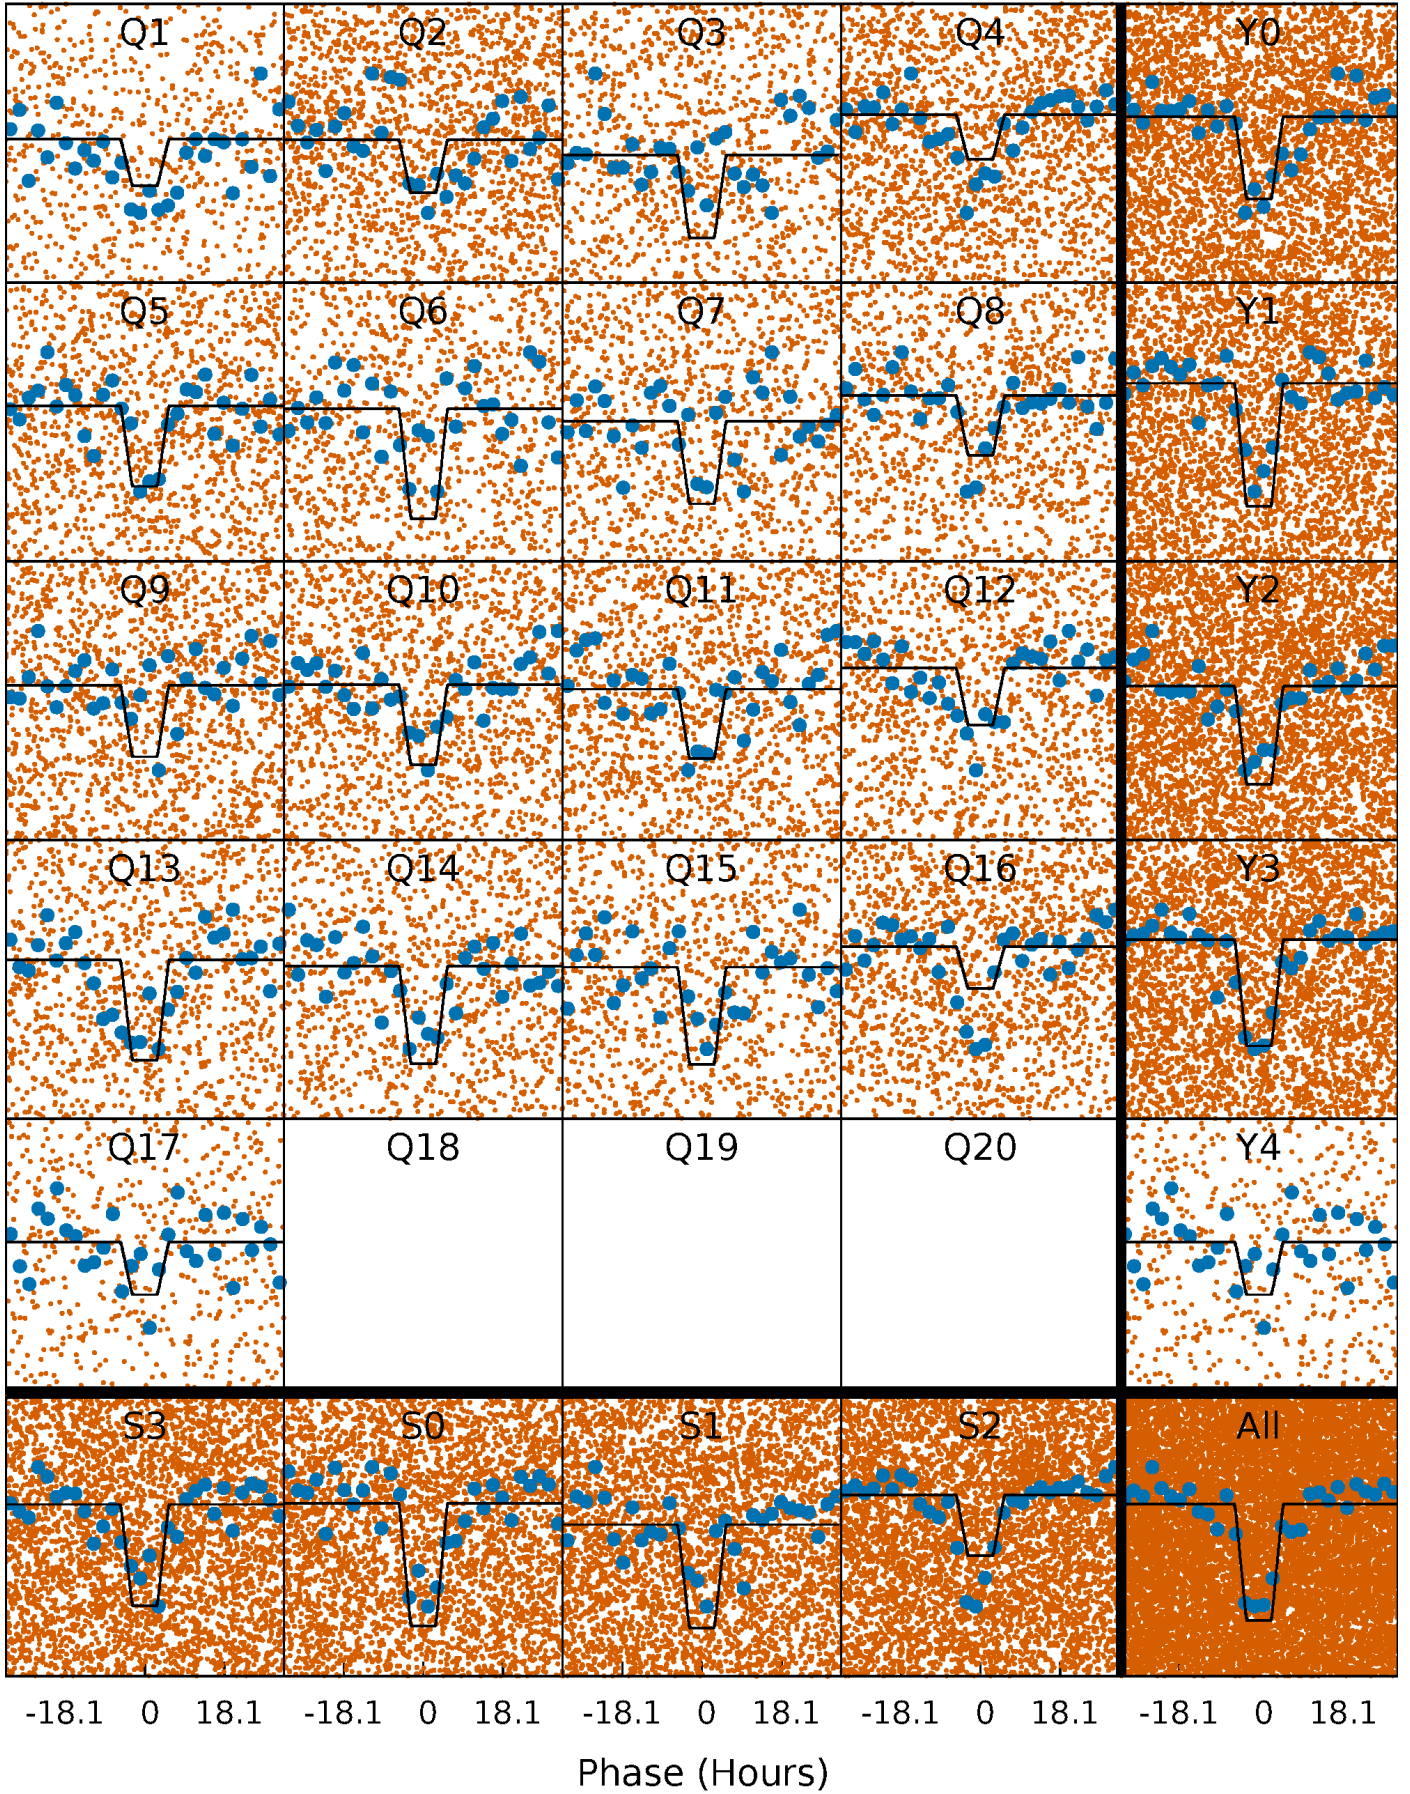 Q1 Q2 Q3 Q4 Y0
Q5 Q6 Q7 Q8 Y1
Q9 Q10 Q11 Q12 Y2
Q13 Q14 Q15 Q16 Y3
Q17 Q18 Q19 Q20 Y4
S3 S0 S1 S2 All
-18.1 0 18.1 -18.1 0 18.1 -18.1 0 18.1 -18.1 0 18.1 -18.1 0 18.1
Phase (Hours)